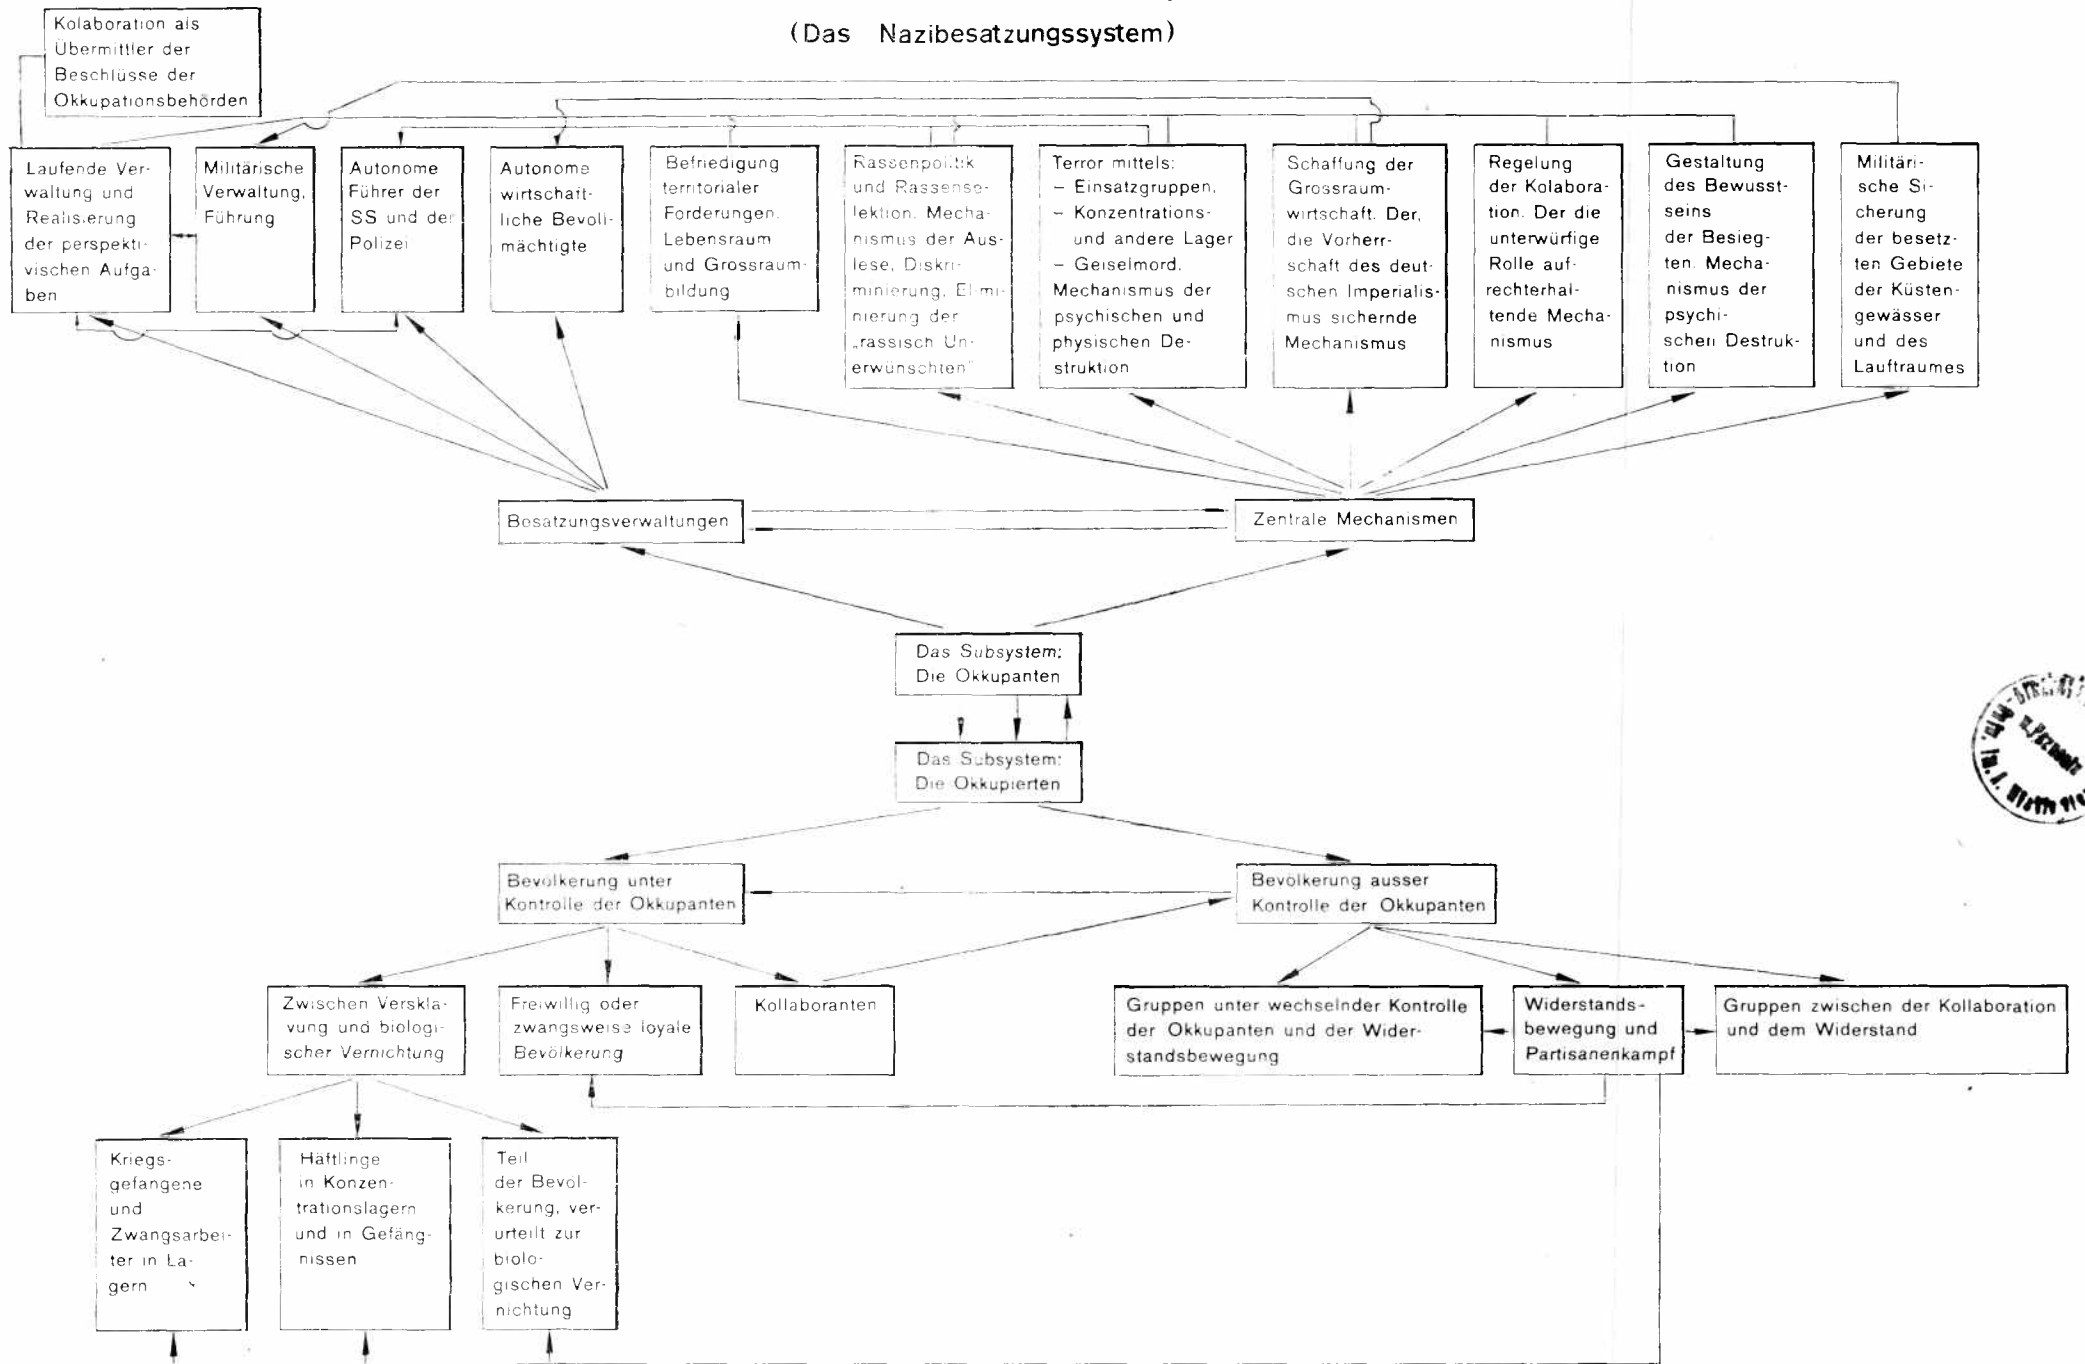 (Das Nazibesatzungssystem)
Kolaboration als
Übermittler der
Beschlüsse der
Okkupationsbehörden
Laufende Ver-
waltung und
Realisierung
der perspekti-
vischen Aufga-
ben
Militärische
Verwaltung,
Führung
Autonome
Führer der
SS und der
Polizei
Autonome
wirtschaft-
liche Bevoll-
mächtigte
Befriedigung
territorialer
Forderungen.
Lebensraum
und Grossraum-
bildung
Rassenpolitik
und Rassense-
lektion. Mecha-
nismus der Aus-
lese, Diskri-
minierung, Elimi-
nierung der
„rassisch Un-
erwünschten"
Terror mittels:
– Einsatzgruppen,
– Konzentrations-
und andere Lager
– Geiselmord.
Mechanismus der
psychischen und
physischen De-
struktion
Schaffung der
Grossraum-
wirtschaft. Der,
die Vorherr-
schaft des deut-
schen Imperialis-
mus sichernde
Mechanismus
Regelung
der Kolabora-
tion. Der die
unterwürfige
Rolle auf-
rechterhal-
tende Mecha-
nismus
Gestaltung
des Bewusst-
seins
der Besieg-
ten. Mecha-
nismus der
psychi-
schen Destruk-
tion
Militäri-
sche Si-
cherung
der besetz-
ten Gebiete
der Küsten-
gewässer
und des
Lauftraumes
Besatzungsverwaltungen
Zentrale Mechanismen
Das Subsystem:
Die Okkupanten
Das Subsystem:
Die Okkupierten
Bevölkerung unter
Kontrolle der Okkupanten
Bevölkerung ausser
Kontrolle der Okkupanten
Zwischen Verskla-
vung und biologi-
scher Vernichtung
Freiwillig oder
zwangsweise loyale
Bevölkerung
Kollaboranten
Gruppen unter wechselnder Kontrolle
der Okkupanten und der Wider-
standsbewegung
Widerstands-
bewegung und
Partisanenkampf
Gruppen zwischen der Kollaboration
und dem Widerstand
Kriegs-
gefangene
und
Zwangsarbei-
ter in La-
gern
Häftlinge
in Konzen-
trationslagern
und in Gefäng-
nissen
Teil
der Bevöl-
kerung, ver-
urteilt zur
biolo-
gischen Ver-
nichtung